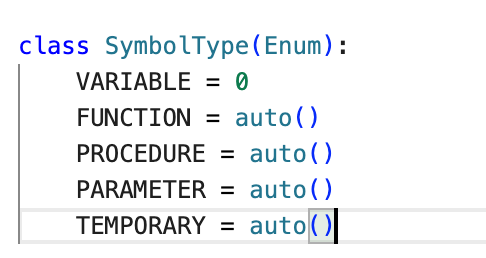 class SymbolType(Enum):
    VARIABLE = 0
    FUNCTION = auto()
    PROCEDURE = auto()
    PARAMETER = auto()
    TEMPORARY = auto()